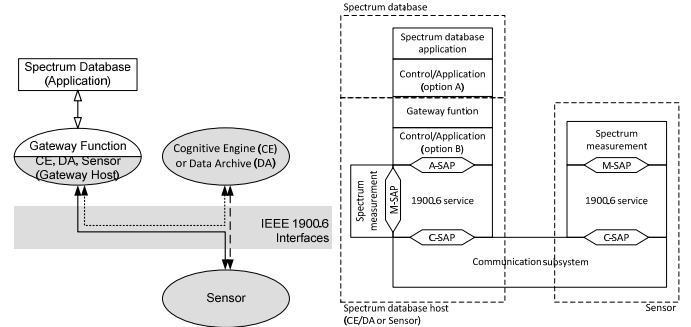 Spectrum Database
(Application)
Gateway Function
CE, DA, Sensor
(Gateway Host)
Cognitive Engine (CE)
or Data Archive (DA)
IEEE 1900.6
Interfaces
Sensor
Spectrum database
Spectrum database
application
Control/Application
(option A)
Gateway funtion
Control/Application
(option B)
A-SAP
Spectrum
measurement
M-SAP
1900.6 service
C-SAP
Spectrum
measurement
M-SAP
1900.6 service
C-SAP
Communication subsystem
Spectrum database host
(CE/DA or Sensor)
Sensor